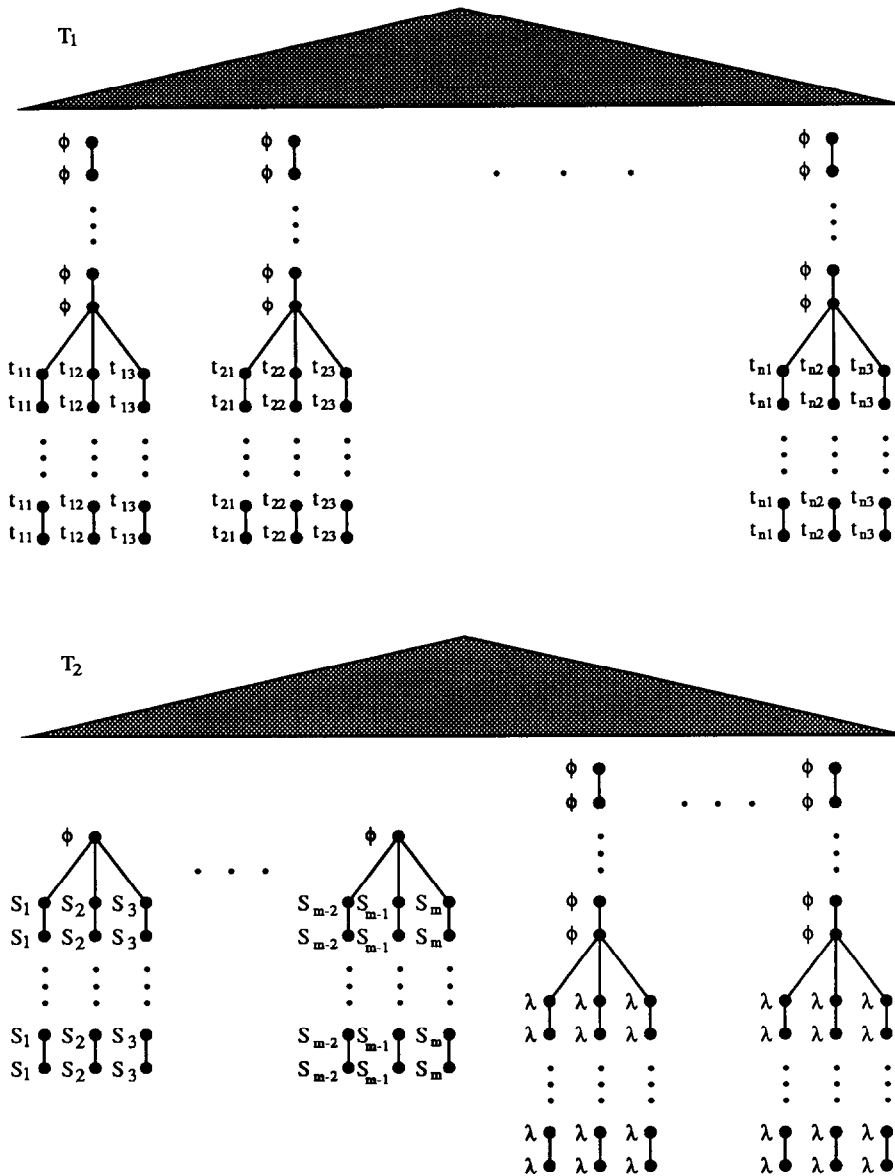 T₁
ϕ ϕ ϕ
ϕ ϕ ϕ
ϕ ϕ ϕ
ϕ ϕ ϕ
t₁₁ t₁₂ t₁₃ t₂₁ t₂₂ t₂₃ tₙ₁ tₙ₂ tₙ₃
t₁₁ t₁₂ t₁₃ t₂₁ t₂₂ t₂₃ tₙ₁ tₙ₂ tₙ₃
t₁₁ t₁₂ t₁₃ t₂₁ t₂₂ t₂₃ tₙ₁ tₙ₂ tₙ₃
t₁₁ t₁₂ t₁₃ t₂₁ t₂₂ t₂₃ tₙ₁ tₙ₂ tₙ₃
T₂
ϕ ϕ
ϕ ϕ
ϕ ϕ
ϕ ϕ
ϕ ϕ
S₁ S₂ S₃ Sₘ₋₂ Sₘ₋₁ Sₘ
S₁ S₂ S₃ Sₘ₋₂ Sₘ₋₁ Sₘ
λ λ λ λ λ λ
λ λ λ λ λ λ
S₁ S₂ S₃ Sₘ₋₂ Sₘ₋₁ Sₘ
S₁ S₂ S₃ Sₘ₋₂ Sₘ₋₁ Sₘ
λ λ λ λ λ λ
λ λ λ λ λ λ